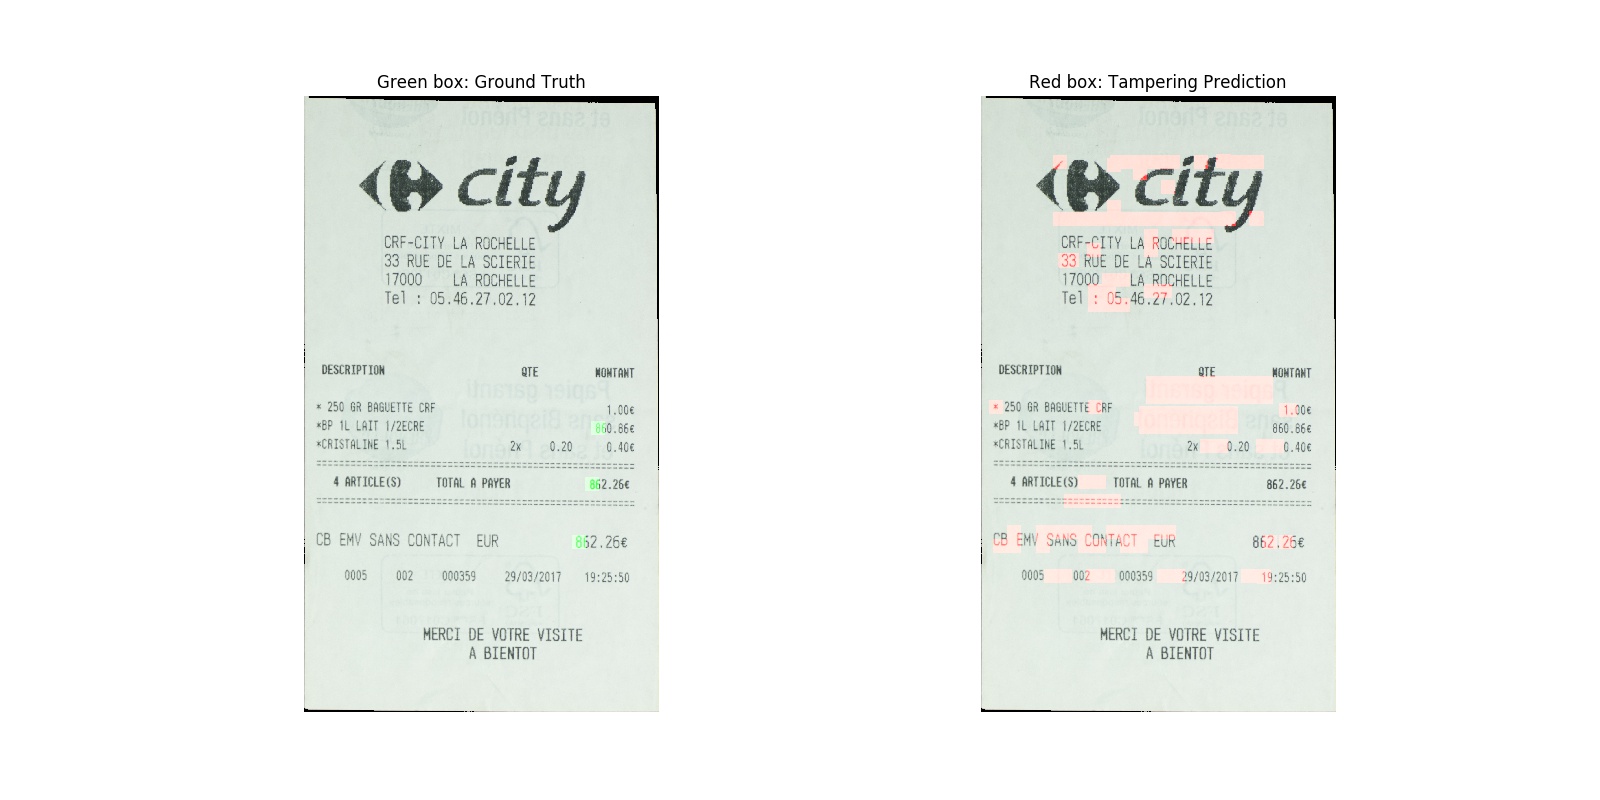 Green box: Ground Truth
et sans Phénol
city
CRF-CITY LA ROCHELLE
33 RUE DE LA SCIERIE
17000 LA ROCHELLE
Tel : 05.46.27.02.12
DESCRIPTION QTE MONTANT
Papier garanti
* 250 GR BAGUETTE CRF 1.00€
sans Bisphénol
*BP 1L LAIT 1/2ECRE 860.86€
*CRISTALINE 1.5L 2x 0.20 0.40€
et sans Phénol
4 ARTICLE(S) TOTAL A PAYER 862.26€
CB EMV SANS CONTACT EUR 862.26€
0005 002 000359 29/03/2017 19:25:50
MERCI DE VOTRE VISITE
A BIENTOT
Red box: Tampering Prediction
et sans Phénol
city
CRF-CITY LA ROCHELLE
33 RUE DE LA SCIERIE
17000 LA ROCHELLE
Tel : 05.46.27.02.12
DESCRIPTION QTE MONTANT
Papier garanti
* 250 GR BAGUETTE CRF 1.00€
sans Bisphénol
*BP 1L LAIT 1/2ECRE 860.86€
*CRISTALINE 1.5L 2x 0.20 0.40€
et sans Phénol
4 ARTICLE(S) TOTAL A PAYER 862.26€
CB EMV SANS CONTACT EUR 862.26€
0005 002 000359 29/03/2017 19:25:50
MERCI DE VOTRE VISITE
A BIENTOT